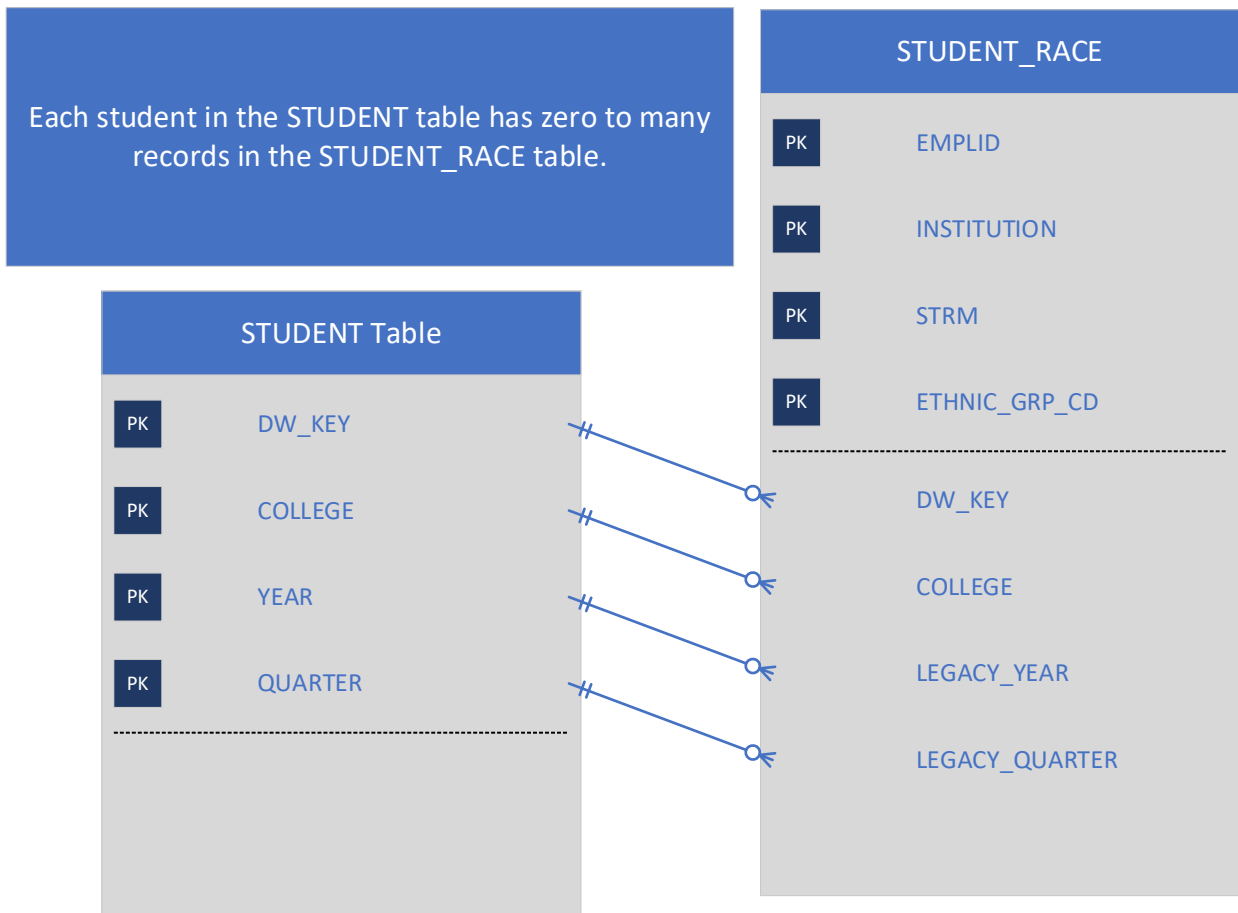 Each student in the STUDENT table has zero to many
records in the STUDENT_RACE table.
STUDENT Table
PK DW_KEY
PK COLLEGE
PK YEAR
PK QUARTER
STUDENT_RACE
PK EMPLID
PK INSTITUTION
PK STRM
PK ETHNIC_GRP_CD
DW_KEY
COLLEGE
LEGACY_YEAR
LEGACY_QUARTER